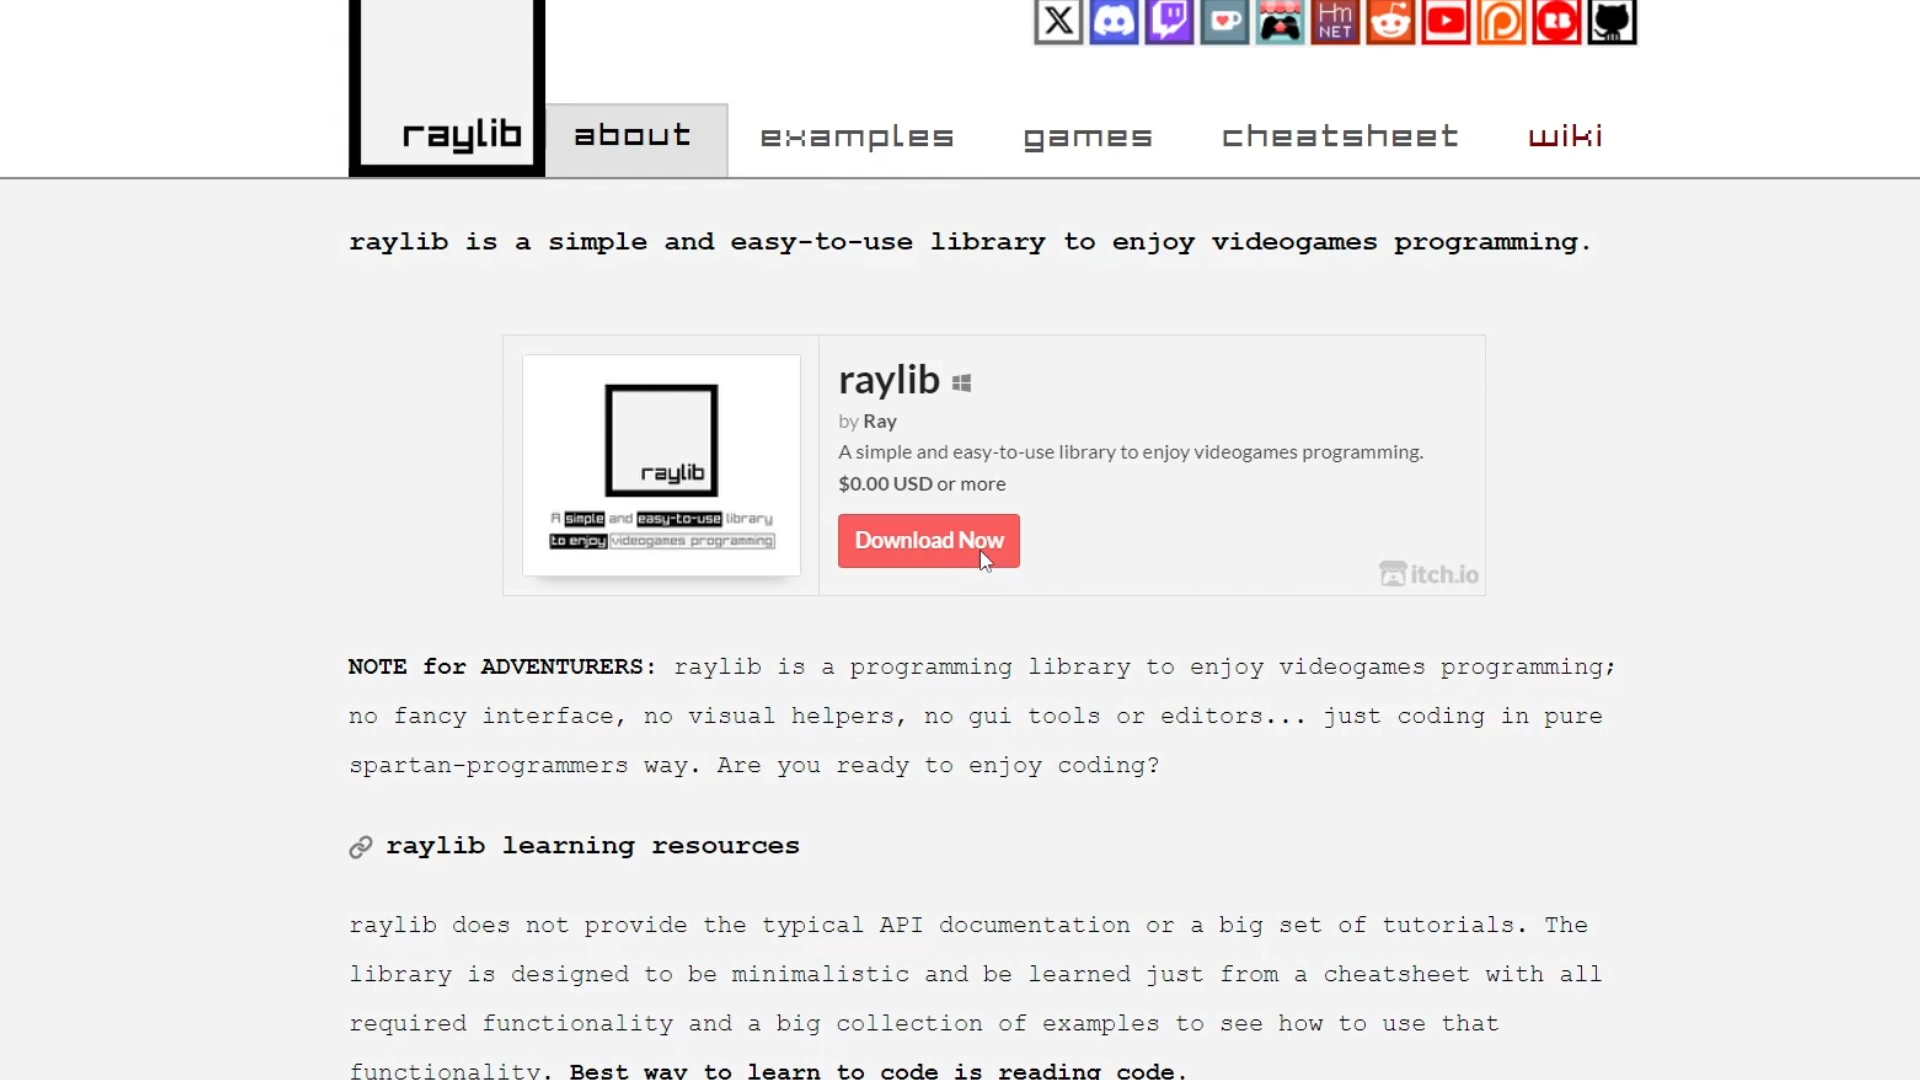 Hm
NET
BB
raylib
about
examples
games
cheatsheet
wiki
raylib is a simple and easy-to-use library to enjoy videogames programming.
raylib
A simple and easy-to-use library
to enjoy videogames programming
raylib
by Ray
A simple and easy-to-use library to enjoy videogames programming.
$0.00 USD or more
Download Now
itch.io
NOTE for ADVENTURERS: raylib is a programming library to enjoy videogames programming;
no fancy interface, no visual helpers, no gui tools or editors... just coding in pure
spartan-programmers way. Are you ready to enjoy coding?
raylib learning resources
raylib does not provide the typical API documentation or a big set of tutorials. The
library is designed to be minimalistic and be learned just from a cheatsheet with all
required functionality and a big collection of examples to see how to use that
functionality. Best way to learn to code is reading code.